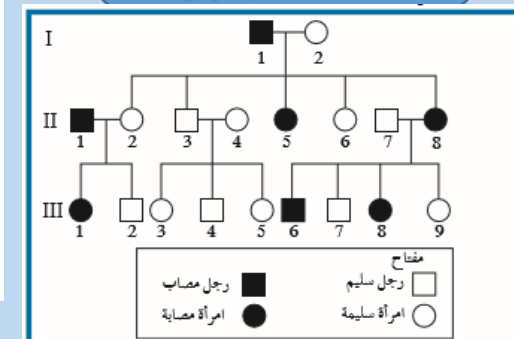 I
1 2
II
1 2 3 4 5 6 7 8
III
1 2 3 4 5 6 7 8 9
مفتاح
رجل سليم رجل مصاب
امرأة سليمة امرأة مصابة